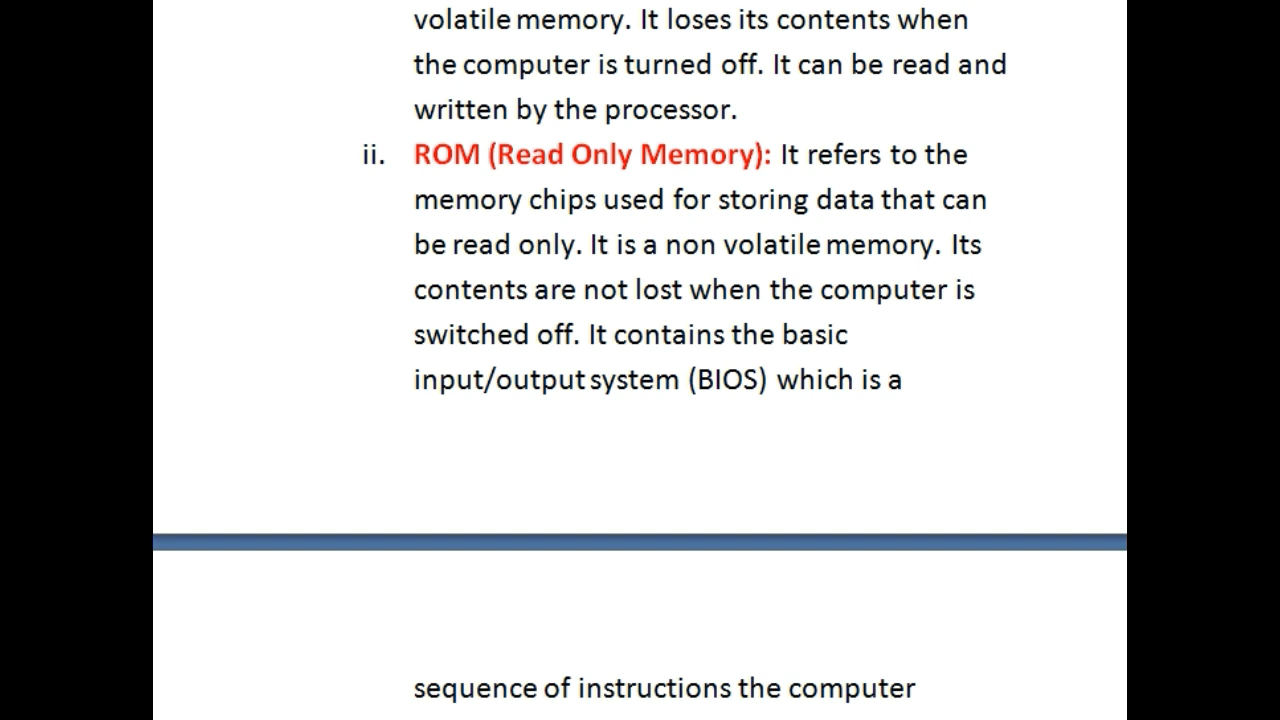 volatile memory. It loses its contents when
the computer is turned off. It can be read and
written by the processor.
ii. ROM (Read Only Memory): It refers to the
memory chips used for storing data that can
be read only. It is a non volatile memory. Its
contents are not lost when the computer is
switched off. It contains the basic
input/output system (BIOS) which is a
sequence of instructions the computer